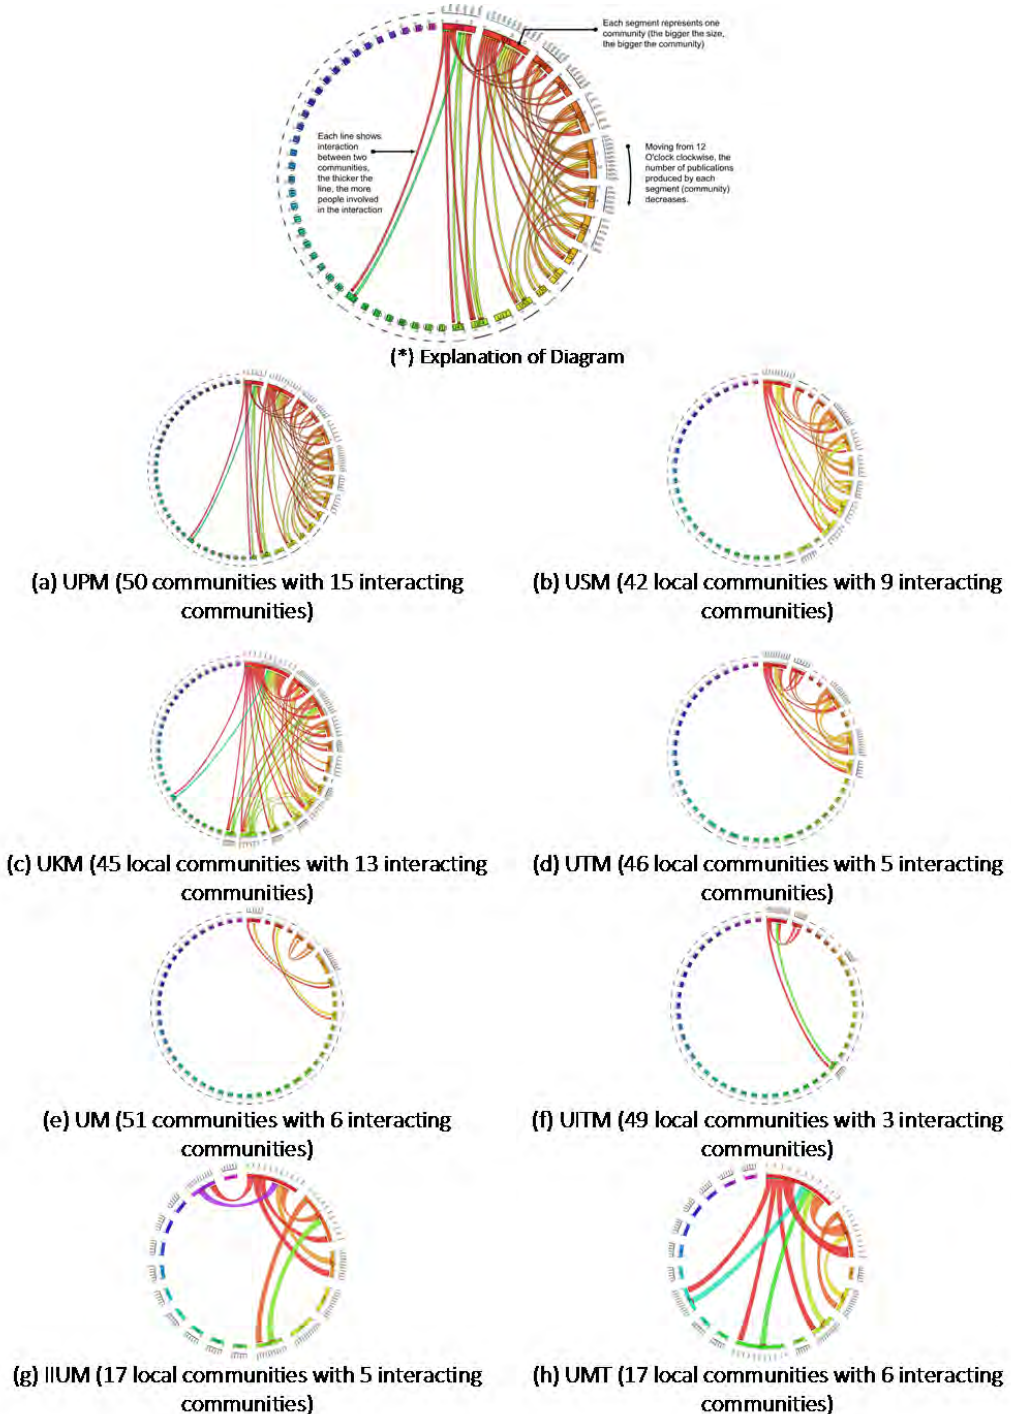 Each segment represents one
community (the bigger the size,
the bigger the community)
Each line shows
interaction
between two
communities,
the thicker the
line, the more
people involved
in the interaction
Moving from 12
O'clock clockwise, the
number of publications
produced by each
segment (community)
decreases.
(*) Explanation of Diagram
(a) UPM (50 communities with 15 interacting
communities)
(b) USM (42 local communities with 9 interacting
communities)
(c) UKM (45 local communities with 13 interacting
communities)
(d) UTM (46 local communities with 5 interacting
communities)
(e) UM (51 communities with 6 interacting
communities)
(f) UITM (49 local communities with 3 interacting
communities)
(g) IIUM (17 local communities with 5 interacting
communities)
(h) UMT (17 local communities with 6 interacting
communities)